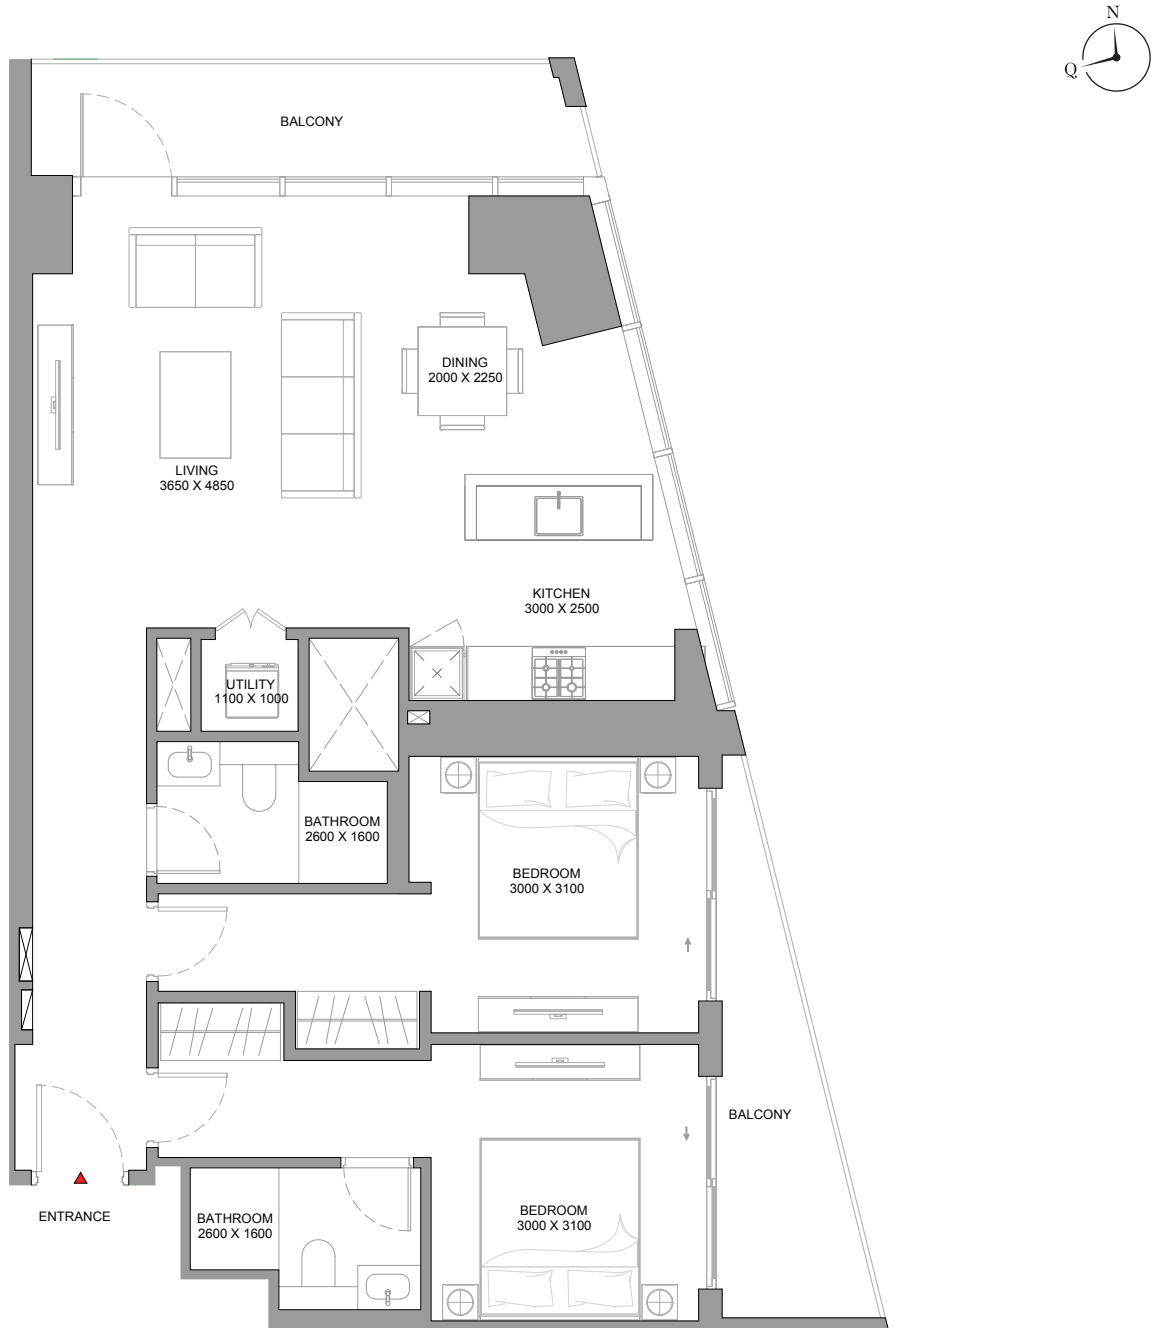 N
Q
BALCONY
DINING
2000 X 2250
LIVING
3650 X 4850
KITCHEN
3000 X 2500
UTILITY
1100 X 1000
BATHROOM
2600 X 1600
BEDROOM
3000 X 3100
BALCONY
ENTRANCE
BATHROOM
2600 X 1600
BEDROOM
3000 X 3100